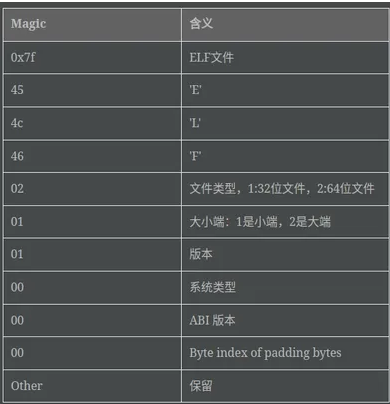 Magic 含义
0x7f ELF文件
45 'E'
4c 'L'
46 'F'
02 文件类型，1:32位文件，2:64位文件
01 大小端：1是小端，2是大端
01 版本
00 系统类型
00 ABI 版本
00 Byte index of padding bytes
Other 保留